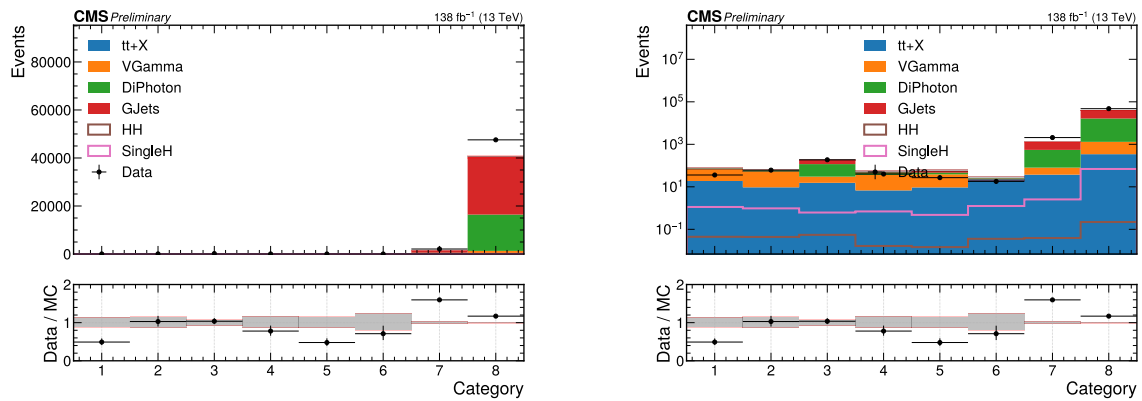 CMS Preliminary 138 fb⁻¹ (13 TeV)
Events
80000
60000
40000
20000
0
tt+X
VGamma
DiPhoton
GJets
HH
SingleH
Data
Data / MC
2
1
0
1 2 3 4 5 6 7 8
Category
CMS Preliminary 138 fb⁻¹ (13 TeV)
Events
10⁷
10⁵
10³
10¹
10⁻¹
tt+X
VGamma
DiPhoton
GJets
HH
SingleH
Data
Data / MC
2
1
0
1 2 3 4 5 6 7 8
Category